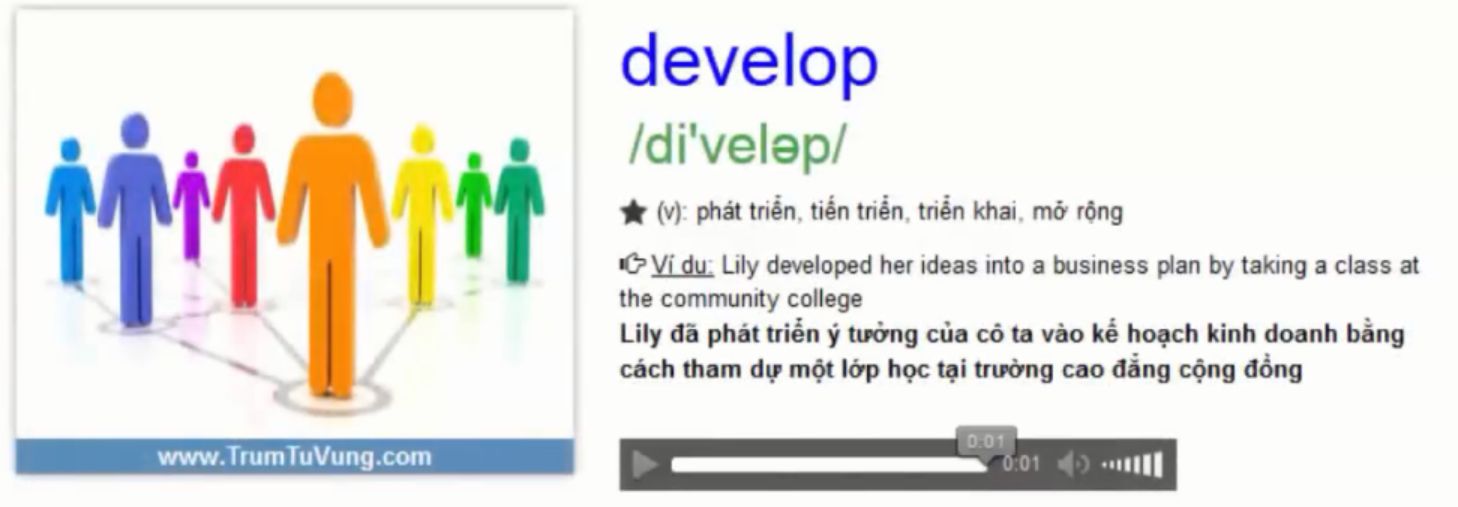 develop
/di'veləp/
(v): phát triển, tiến triển, triển khai, mở rộng
Ví dụ: Lily developed her ideas into a business plan by taking a class at
the community college
Lily đã phát triển ý tưởng của cô ta vào kế hoạch kinh doanh bằng
cách tham dự một lớp học tại trường cao đẳng cộng đồng
www.TrumTuVung.com
0:01
0:01